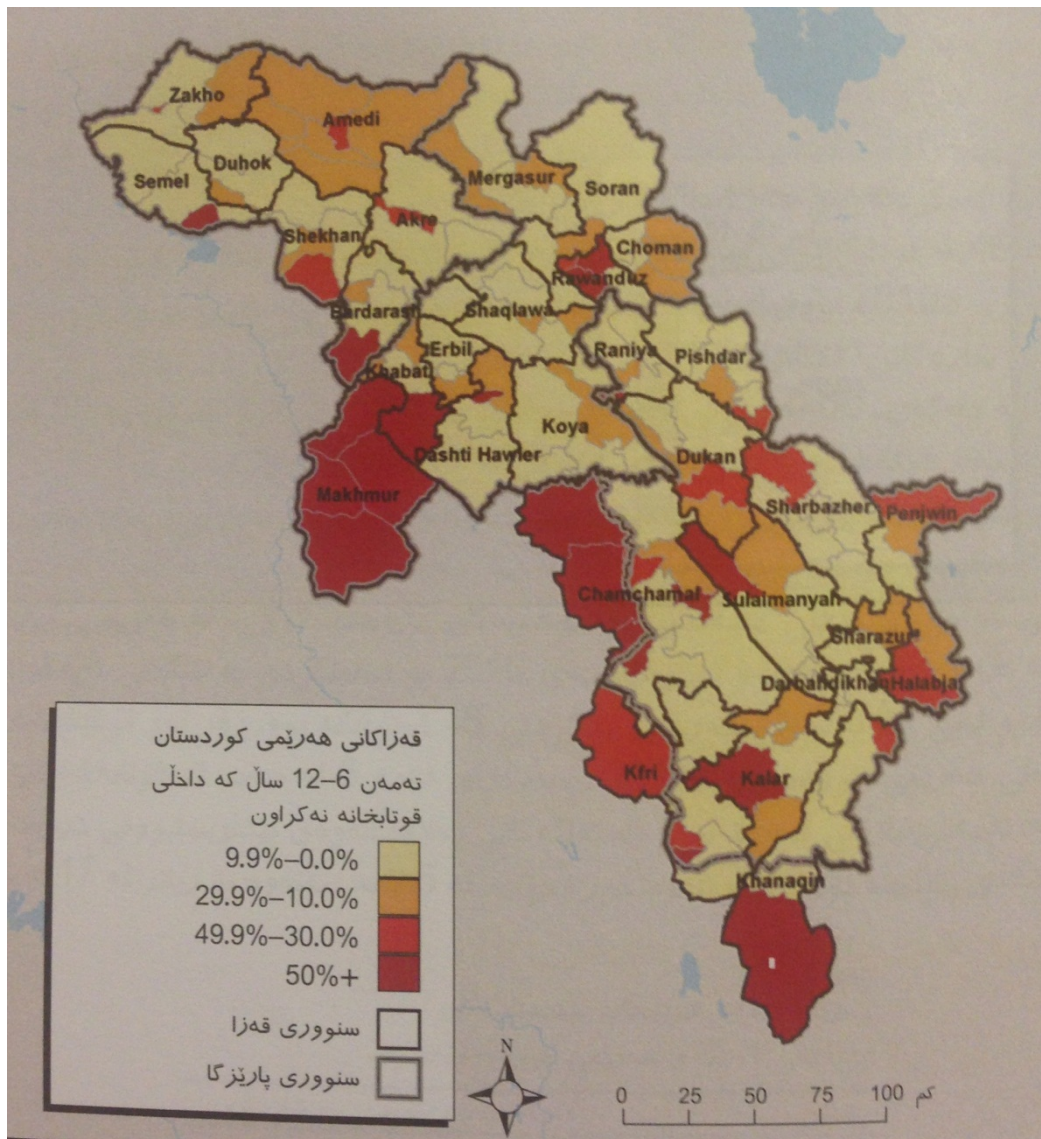 Zakho
Amedi
Duhok
Semel
Mergasur
Soran
Akre
Shekhan
Choman
Rawanduz
Bardarash
Shaqlawa
Erbil
Raniya
Pishdar
Khabat
Koya
Dashti Hawler
Dukan
Makhmur
Sharbazher
Penjwin
Chamchamal
Sulaimanyah
Sharazur
Darbandikhan
Halabja
Kfri
Kalar
Khanaqin
قەزاکانی هەرێمی کوردستان
تەمەن 6–12 ساڵ کە داخڵی
قوتابخانە نەکراون
9.9%–0.0%
29.9%–10.0%
49.9%–30.0%
50%+
سنووری قەزا
سنووری پارێزگا
N
0 25 50 75 100 کم